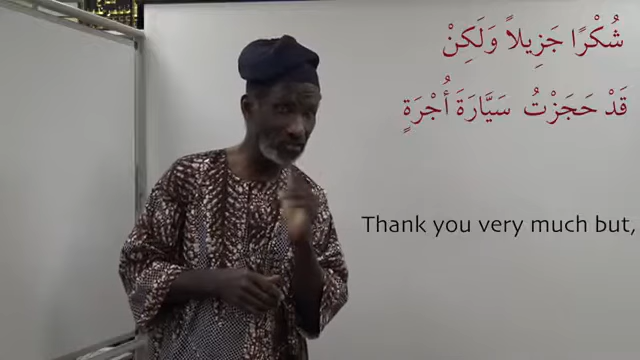 شُكْرًا جَزِيلاً وَلَكِنْ
قَدْ حَجَزْتُ سَيَّارَةَ أُجْرَةٍ
Thank you very much but,